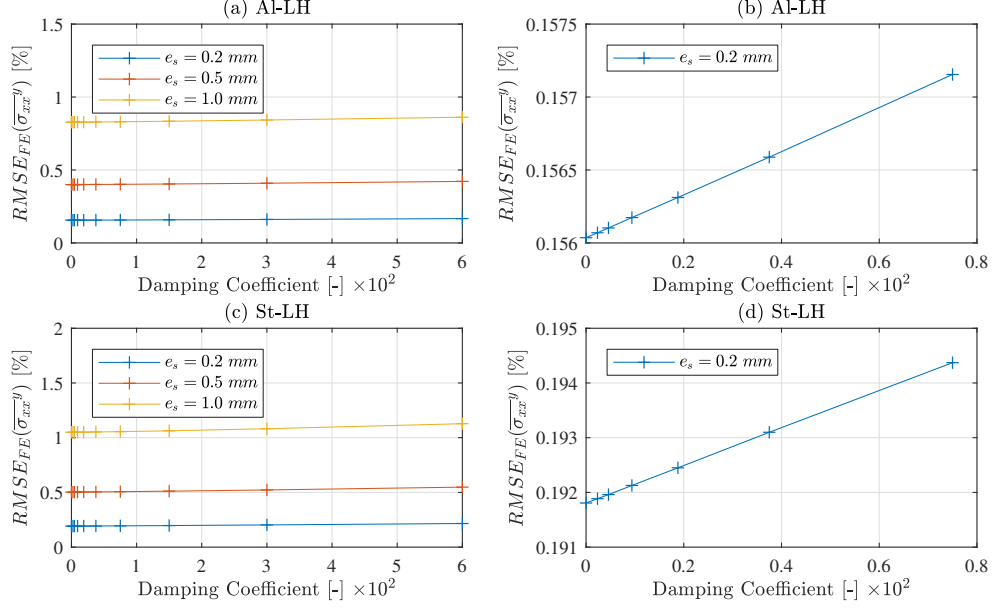 (a) Al-LH
RMSE_FE(σ̅_xx^y) [%]
1.5
1
0.5
0
e_s = 0.2 mm
e_s = 0.5 mm
e_s = 1.0 mm
0 1 2 3 4 5 6
Damping Coefficient [-] ×10^2
(b) Al-LH
RMSE_FE(σ̅_xx^y) [%]
0.1575
0.157
0.1565
0.156
e_s = 0.2 mm
0 0.2 0.4 0.6 0.8
Damping Coefficient [-] ×10^2
(c) St-LH
RMSE_FE(σ̅_xx^y) [%]
2
1.5
1
0.5
0
e_s = 0.2 mm
e_s = 0.5 mm
e_s = 1.0 mm
0 1 2 3 4 5 6
Damping Coefficient [-] ×10^2
(d) St-LH
RMSE_FE(σ̅_xx^y) [%]
0.195
0.194
0.193
0.192
0.191
e_s = 0.2 mm
0 0.2 0.4 0.6 0.8
Damping Coefficient [-] ×10^2